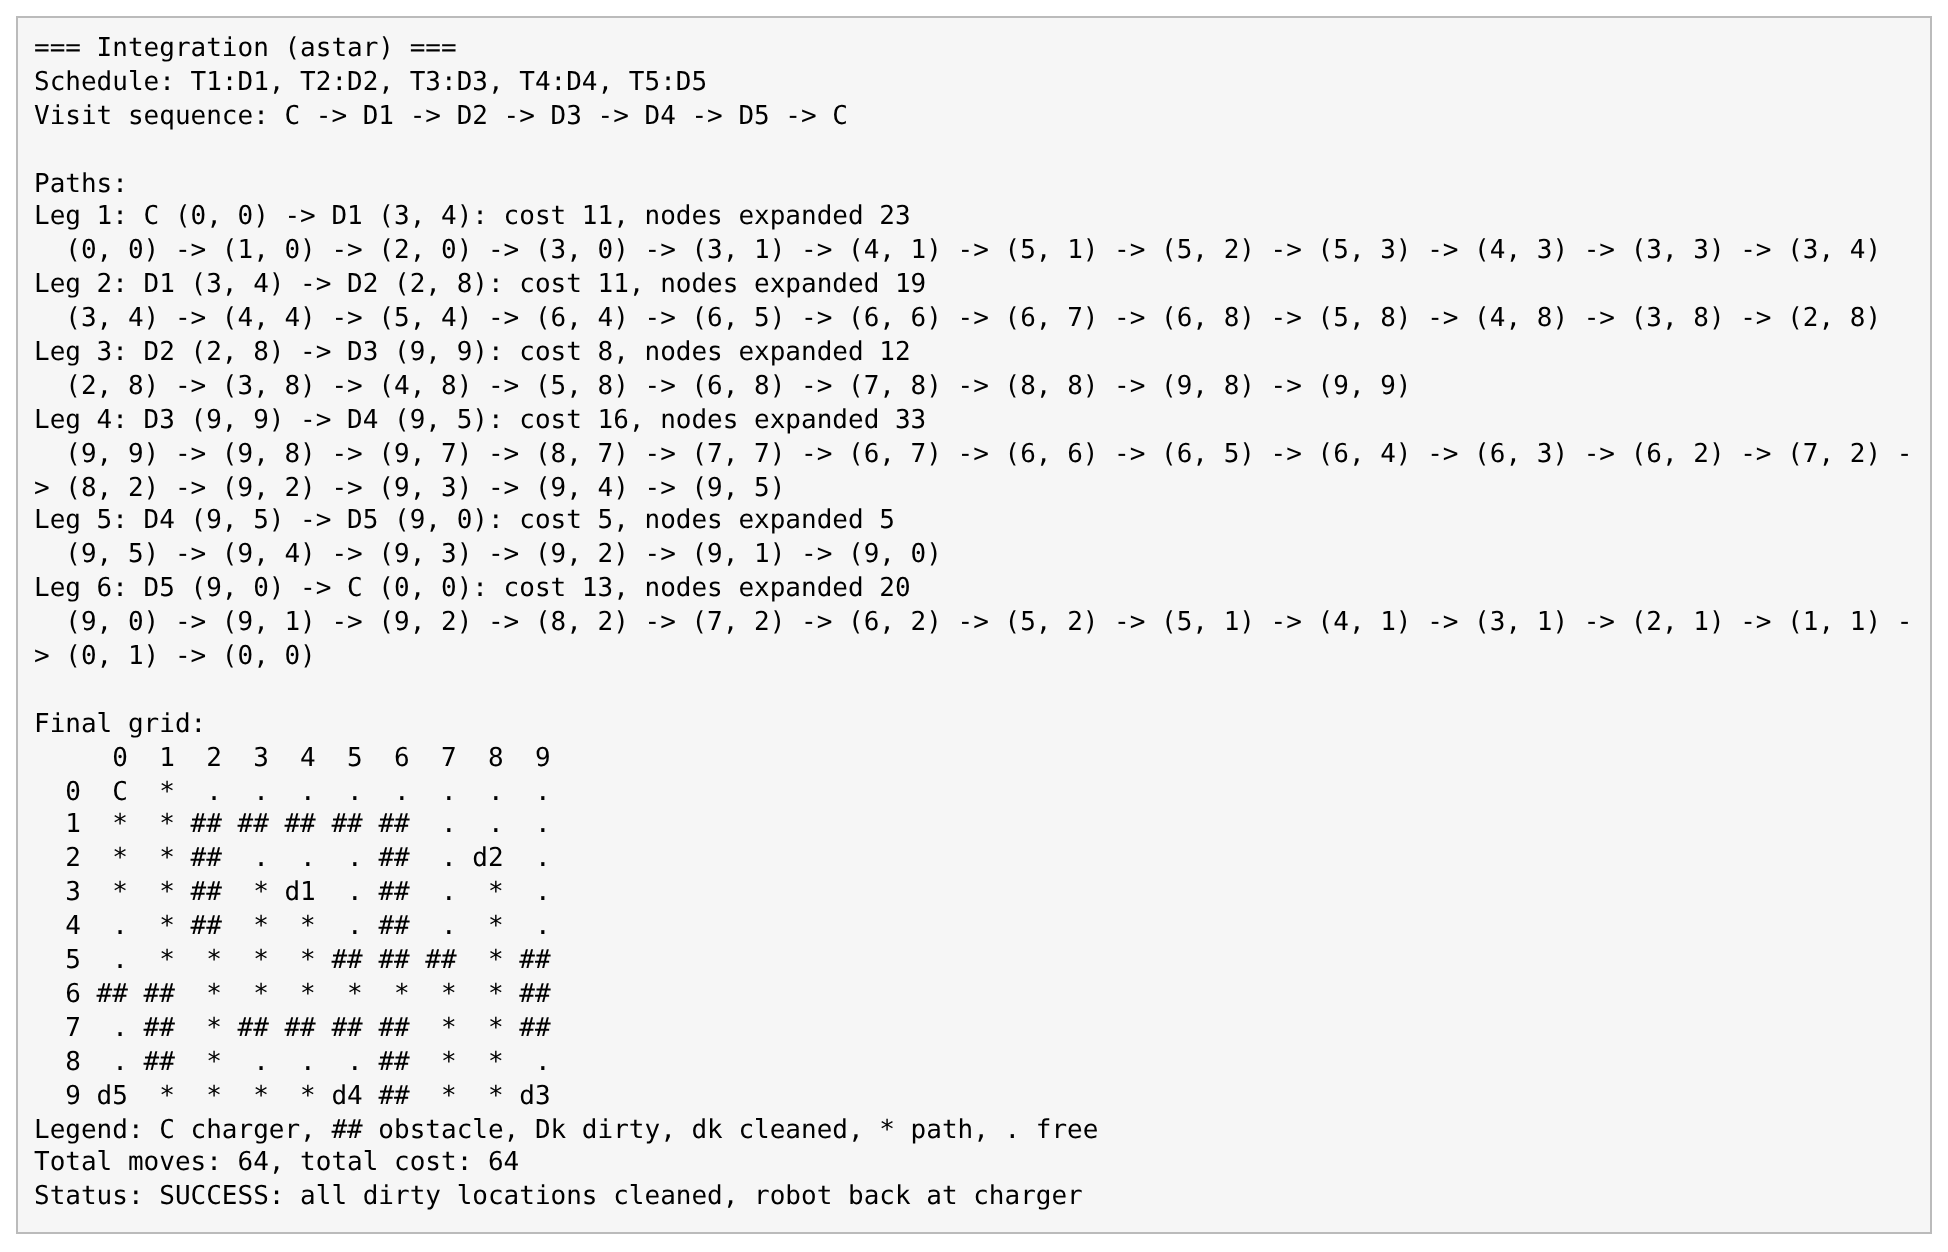 === Integration (astar) ===
Schedule: T1:D1, T2:D2, T3:D3, T4:D4, T5:D5
Visit sequence: C -> D1 -> D2 -> D3 -> D4 -> D5 -> C

Paths:
Leg 1: C (0, 0) -> D1 (3, 4): cost 11, nodes expanded 23
  (0, 0) -> (1, 0) -> (2, 0) -> (3, 0) -> (3, 1) -> (4, 1) -> (5, 1) -> (5, 2) -> (5, 3) -> (4, 3) -> (3, 3) -> (3, 4)
Leg 2: D1 (3, 4) -> D2 (2, 8): cost 11, nodes expanded 19
  (3, 4) -> (4, 4) -> (5, 4) -> (6, 4) -> (6, 5) -> (6, 6) -> (6, 7) -> (6, 8) -> (5, 8) -> (4, 8) -> (3, 8) -> (2, 8)
Leg 3: D2 (2, 8) -> D3 (9, 9): cost 8, nodes expanded 12
  (2, 8) -> (3, 8) -> (4, 8) -> (5, 8) -> (6, 8) -> (7, 8) -> (8, 8) -> (9, 8) -> (9, 9)
Leg 4: D3 (9, 9) -> D4 (9, 5): cost 16, nodes expanded 33
  (9, 9) -> (9, 8) -> (9, 7) -> (8, 7) -> (7, 7) -> (6, 7) -> (6, 6) -> (6, 5) -> (6, 4) -> (6, 3) -> (6, 2) -> (7, 2) -
> (8, 2) -> (9, 2) -> (9, 3) -> (9, 4) -> (9, 5)
Leg 5: D4 (9, 5) -> D5 (9, 0): cost 5, nodes expanded 5
  (9, 5) -> (9, 4) -> (9, 3) -> (9, 2) -> (9, 1) -> (9, 0)
Leg 6: D5 (9, 0) -> C (0, 0): cost 13, nodes expanded 20
  (9, 0) -> (9, 1) -> (9, 2) -> (8, 2) -> (7, 2) -> (6, 2) -> (5, 2) -> (5, 1) -> (4, 1) -> (3, 1) -> (2, 1) -> (1, 1) -
> (0, 1) -> (0, 0)

Final grid:
     0  1  2  3  4  5  6  7  8  9
  0  C  *  .  .  .  .  .  .  .  .
  1  *  * ## ## ## ## ##  .  .  .
  2  *  * ##  .  .  . ##  . d2  .
  3  *  * ##  * d1  . ##  .  *  .
  4  .  * ##  *  *  . ##  .  *  .
  5  .  *  *  *  * ## ## ##  * ##
  6 ## ##  *  *  *  *  *  *  * ##
  7  . ##  * ## ## ## ##  *  * ##
  8  . ##  *  .  .  . ##  *  *  .
  9 d5  *  *  *  * d4 ##  *  * d3
Legend: C charger, ## obstacle, Dk dirty, dk cleaned, * path, . free
Total moves: 64, total cost: 64
Status: SUCCESS: all dirty locations cleaned, robot back at charger